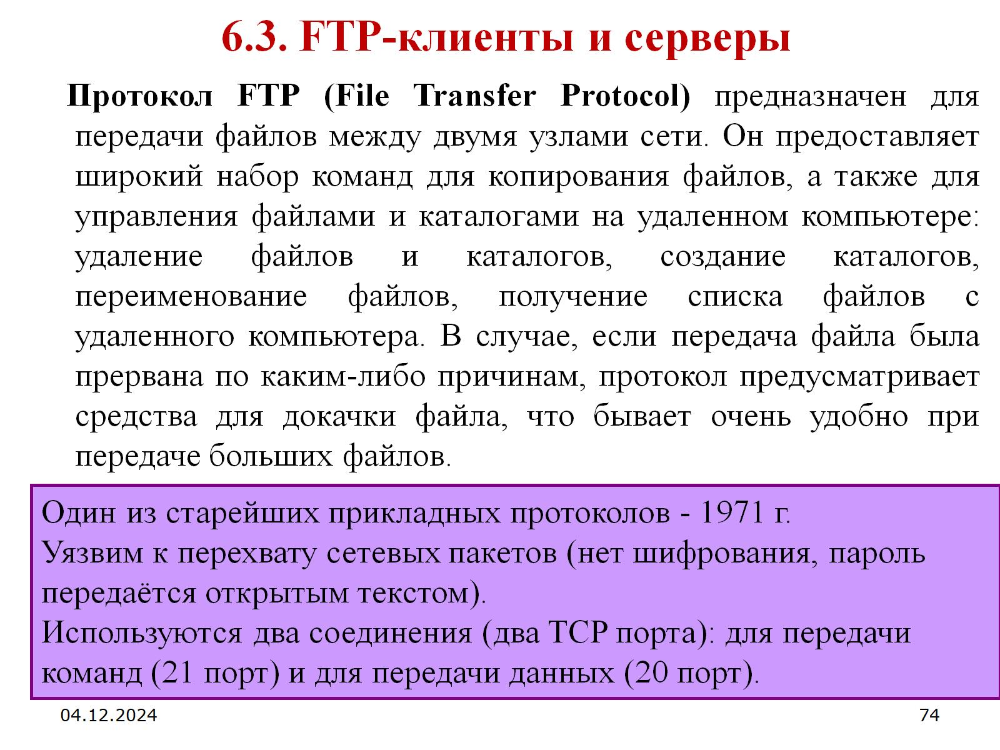 6.3. FTP-клиенты и серверы
Протокол FTP (File Transfer Protocol) предназначен для
передачи файлов между двумя узлами сети. Он предоставляет
широкий набор команд для копирования файлов, а также для
управления файлами и каталогами на удаленном компьютере:
удаление файлов и каталогов, создание каталогов,
переименование файлов, получение списка файлов с
удаленного компьютера. В случае, если передача файла была
прервана по каким-либо причинам, протокол предусматривает
средства для докачки файла, что бывает очень удобно при
передаче больших файлов.
Один из старейших прикладных протоколов - 1971 г.
Уязвим к перехвату сетевых пакетов (нет шифрования, пароль
передаётся открытым текстом).
Используются два соединения (два TCP порта): для передачи
команд (21 порт) и для передачи данных (20 порт).
04.12.2024
74